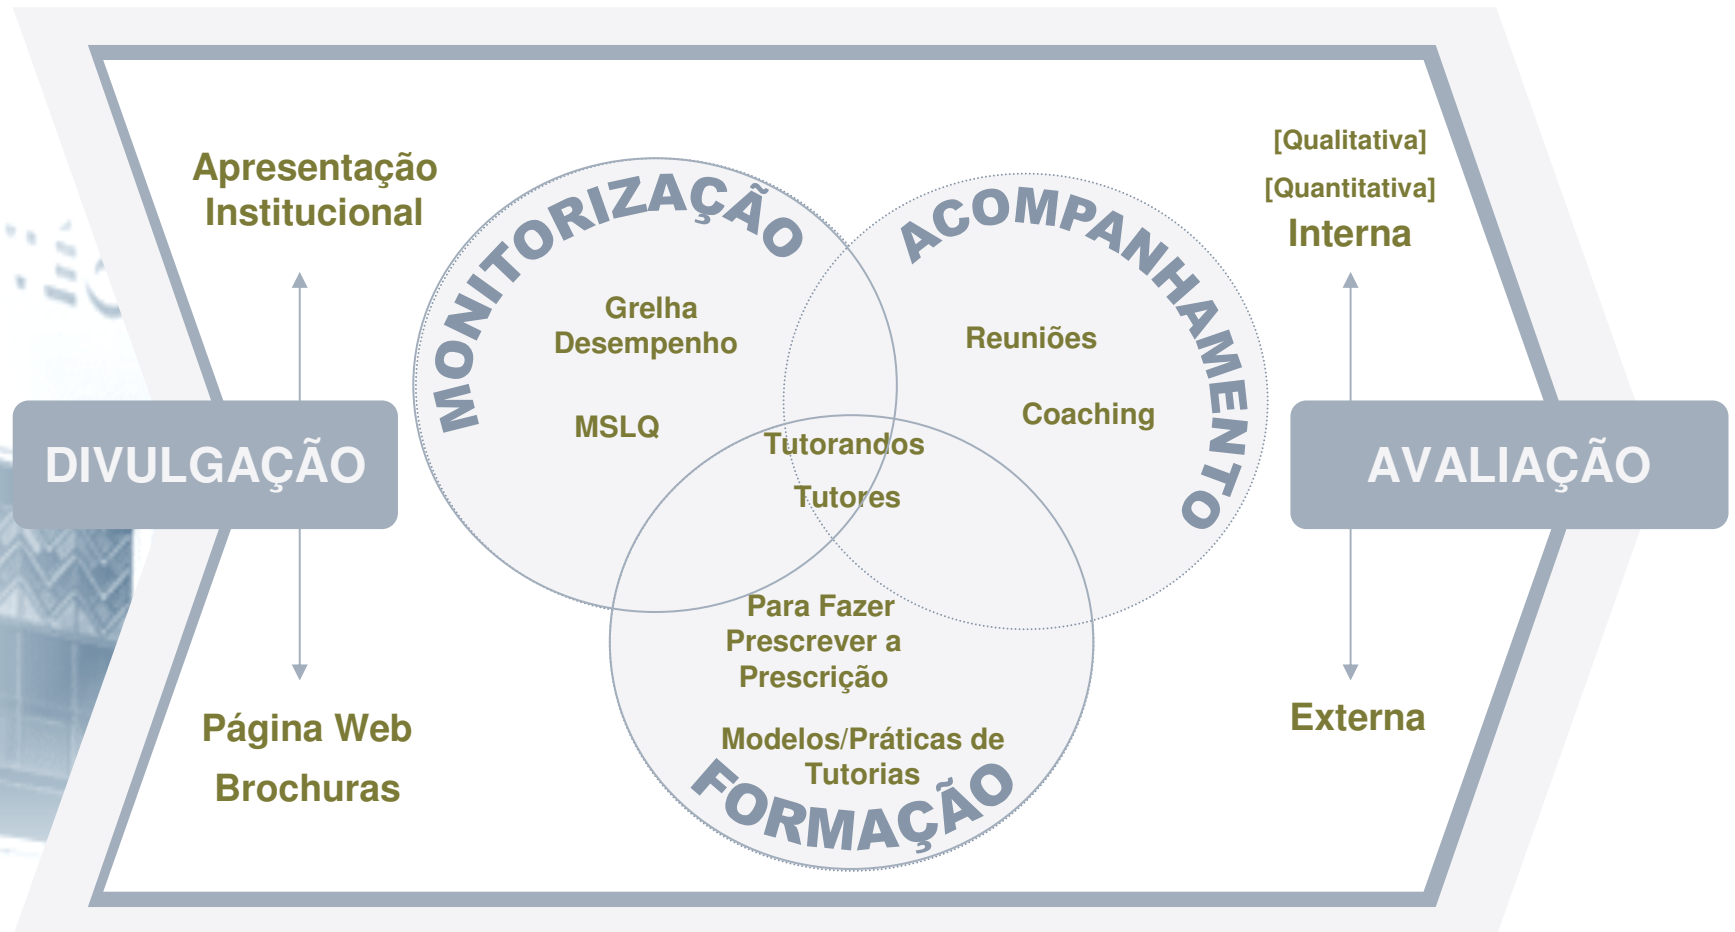 Apresentação
Institucional
DIVULGAÇÃO
Página Web
Brochuras
MONITORIZAÇÃO
Grelha
Desempenho
MSLQ
ACOMPANHAMENTO
Reuniões
Coaching
Tutorandos
Tutores
Para Fazer
Prescrever a
Prescrição
Modelos/Práticas de
Tutorias
FORMAÇÃO
[Qualitativa]
[Quantitativa]
Interna
AVALIAÇÃO
Externa